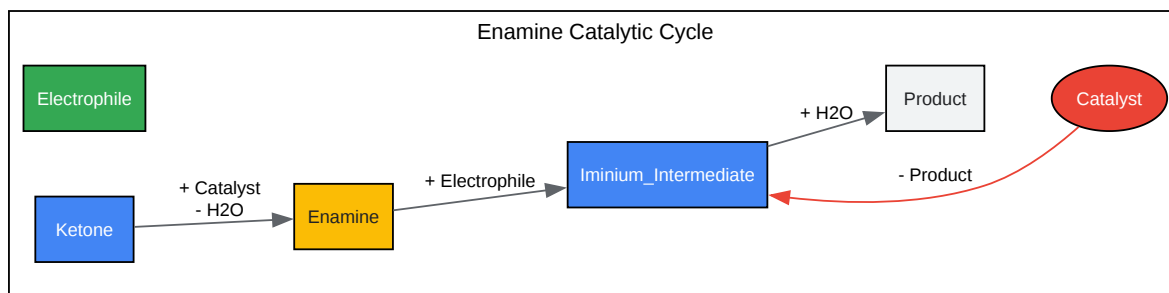 Enamine Catalytic Cycle
Electrophile
Product
Catalyst
+ H2O
Iminium_Intermediate
- Product
+ Electrophile
+ Catalyst
- H2O
Enamine
Ketone